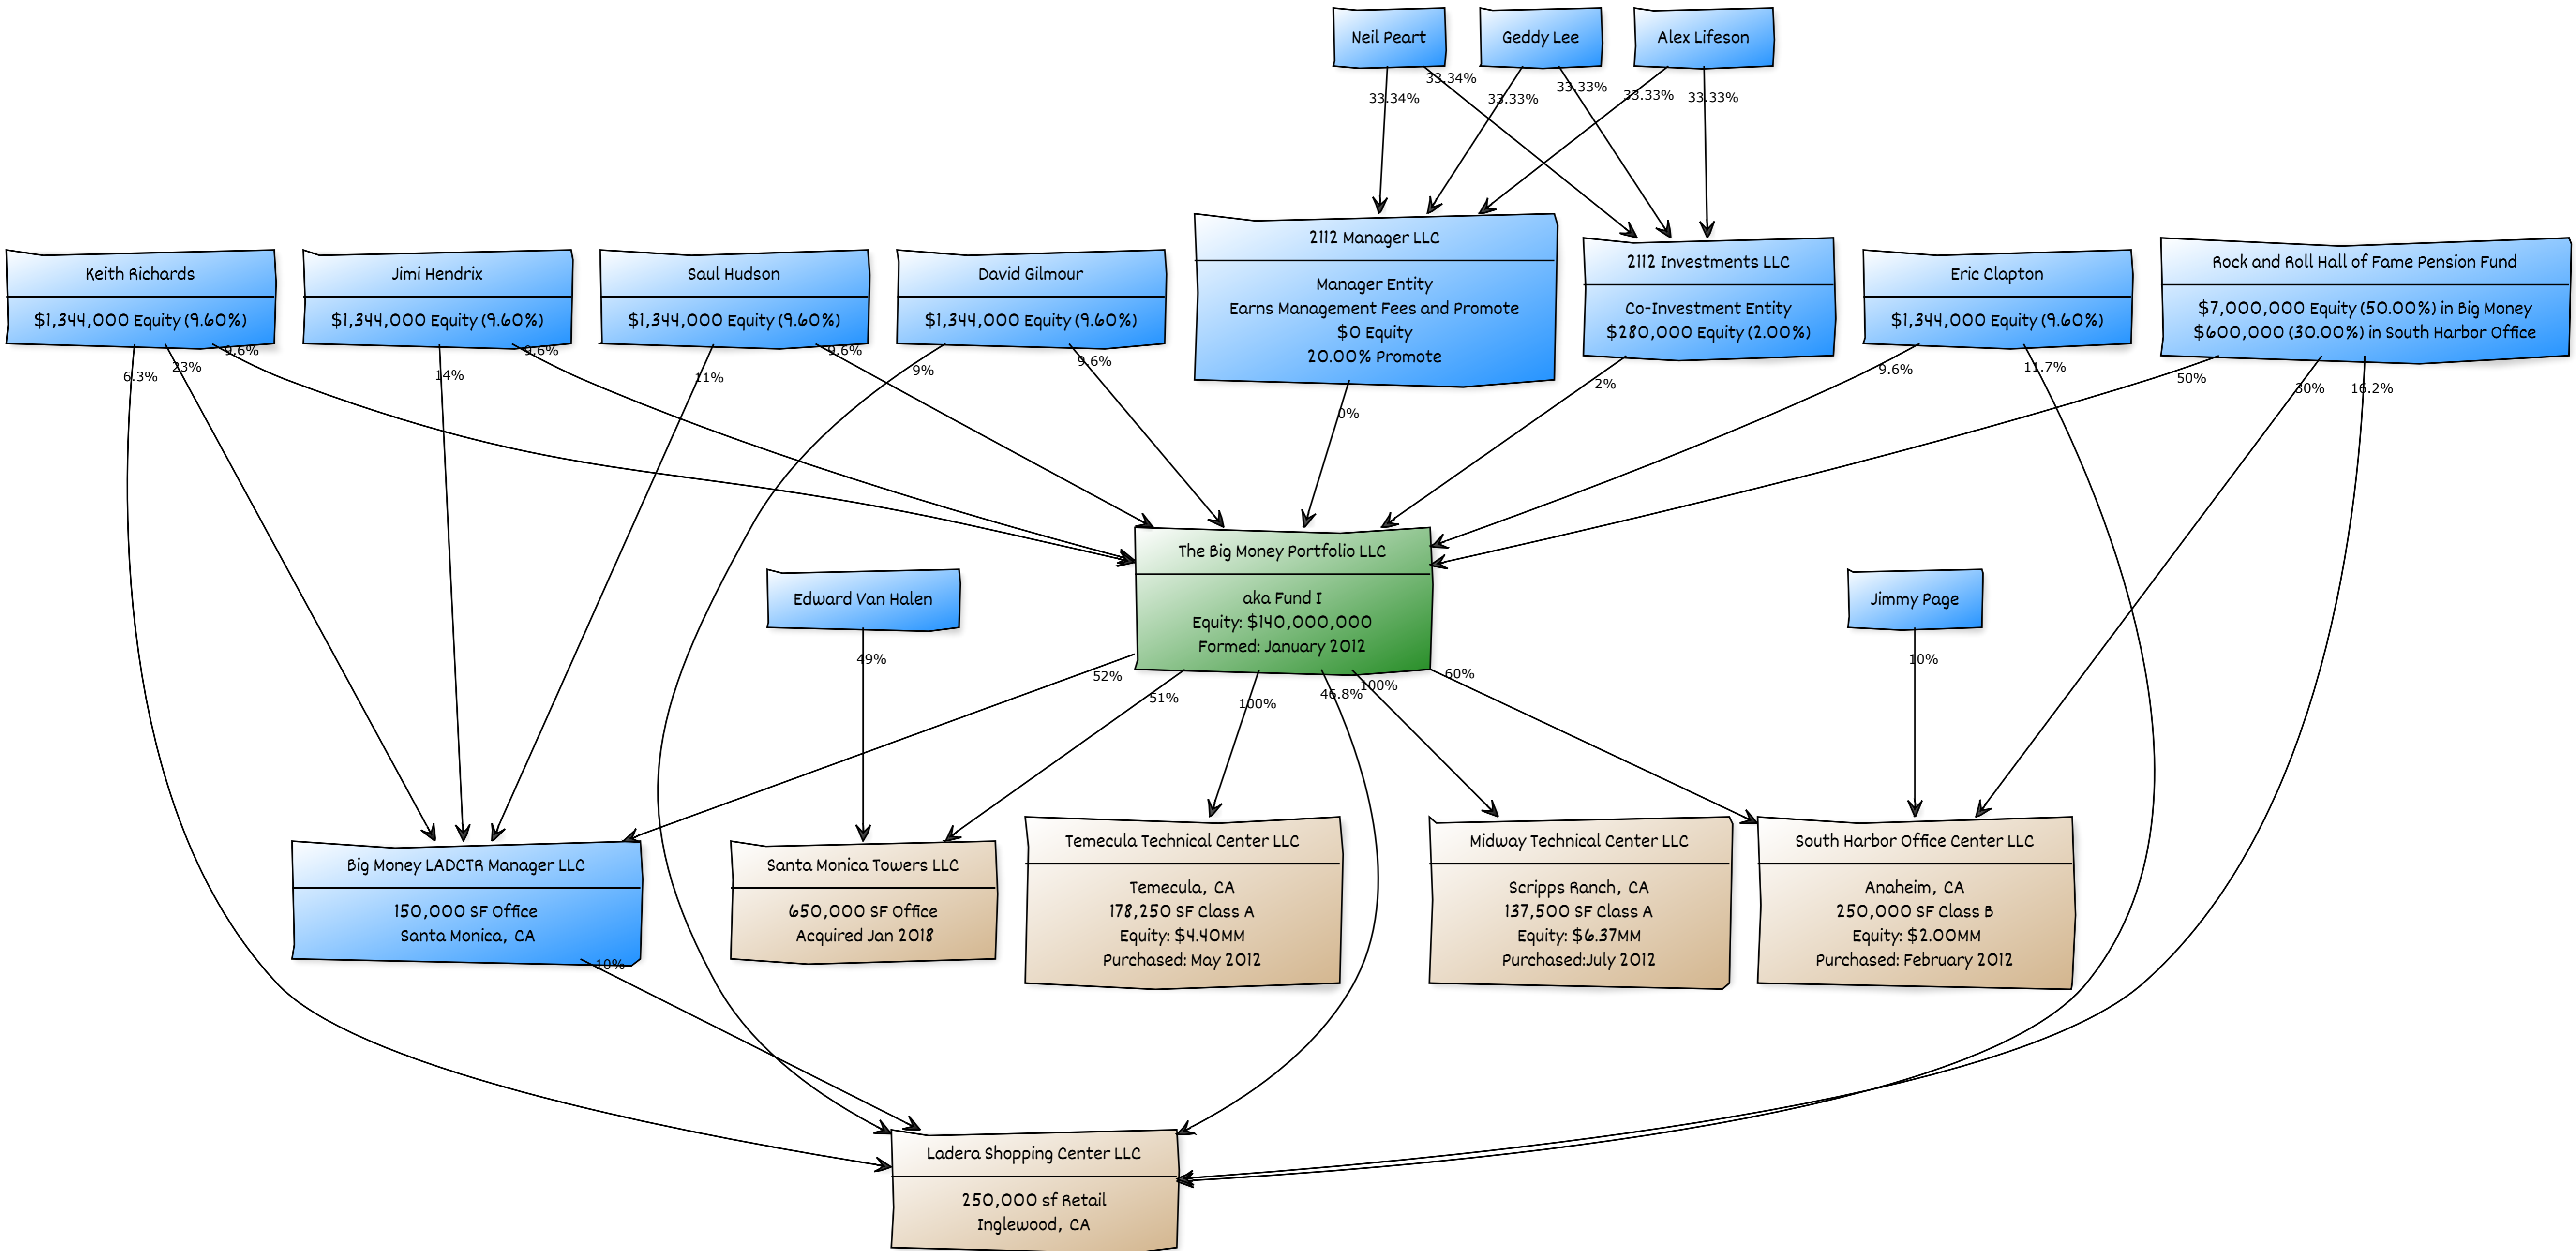 Neil Peart
Geddy Lee
Alex Lifeson
33.34%
33.34%
33.33%
33.33%
33.33%
33.33%
Keith Richards
$1,344,000 Equity (9.60%)
Jimi Hendrix
$1,344,000 Equity (9.60%)
Saul Hudson
$1,344,000 Equity (9.60%)
David Gilmour
$1,344,000 Equity (9.60%)
2112 Manager LLC
Manager Entity
Earns Management Fees and Promote
$0 Equity
20.00% Promote
2112 Investments LLC
Co-Investment Entity
$280,000 Equity (2.00%)
Eric Clapton
$1,344,000 Equity (9.60%)
Rock and Roll Hall of Fame Pension Fund
$7,000,000 Equity (50.00%) in Big Money
$600,000 (30.00%) in South Harbor Office
6.3%
23%
9.6%
14%
9.6%
11%
9.6%
9%
9.6%
0%
2%
9.6%
11.7%
50%
30%
16.2%
The Big Money Portfolio LLC
aka Fund I
Equity: $140,000,000
Formed: January 2012
Edward Van Halen
Jimmy Page
49%
52%
51%
100%
46.8%
100%
60%
10%
Big Money LADCTR Manager LLC
150,000 SF Office
Santa Monica, CA
Santa Monica Towers LLC
650,000 SF Office
Acquired Jan 2018
Temecula Technical Center LLC
Temecula, CA
178,250 SF Class A
Equity: $4.40MM
Purchased: May 2012
Midway Technical Center LLC
Scripps Ranch, CA
137,500 SF Class A
Equity: $6.37MM
Purchased:July 2012
South Harbor Office Center LLC
Anaheim, CA
250,000 SF Class B
Equity: $2.00MM
Purchased: February 2012
10%
Ladera Shopping Center LLC
250,000 sf Retail
Inglewood, CA